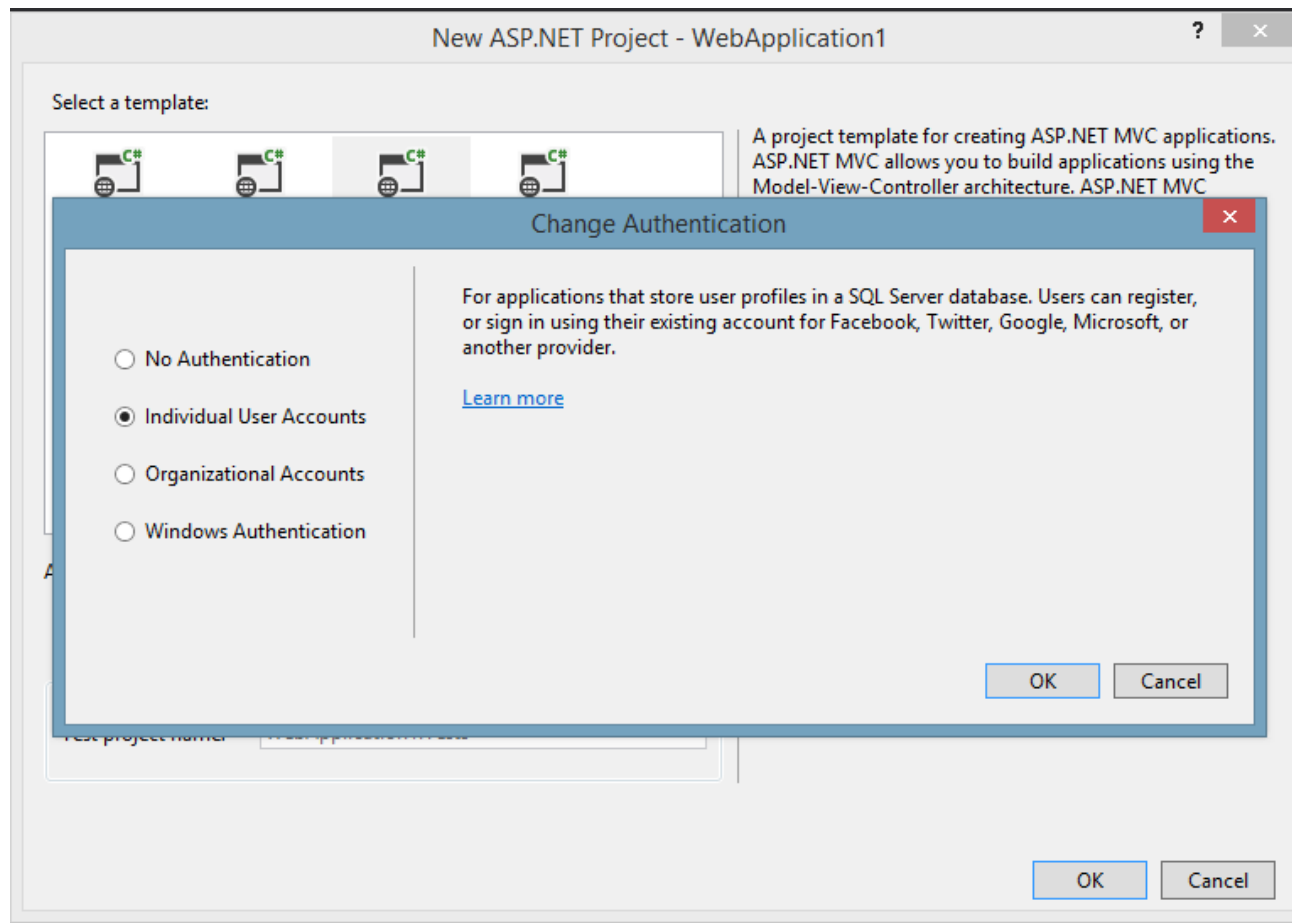 New ASP.NET Project - WebApplication1
?
Select a template:
C# C# C# C#
A project template for creating ASP.NET MVC applications.
ASP.NET MVC allows you to build applications using the
Model-View-Controller architecture. ASP.NET MVC
Change Authentication
For applications that store user profiles in a SQL Server database. Users can register,
or sign in using their existing account for Facebook, Twitter, Google, Microsoft, or
another provider.
Learn more
No Authentication
Individual User Accounts
Organizational Accounts
Windows Authentication
OK Cancel
Test project name:
OK Cancel